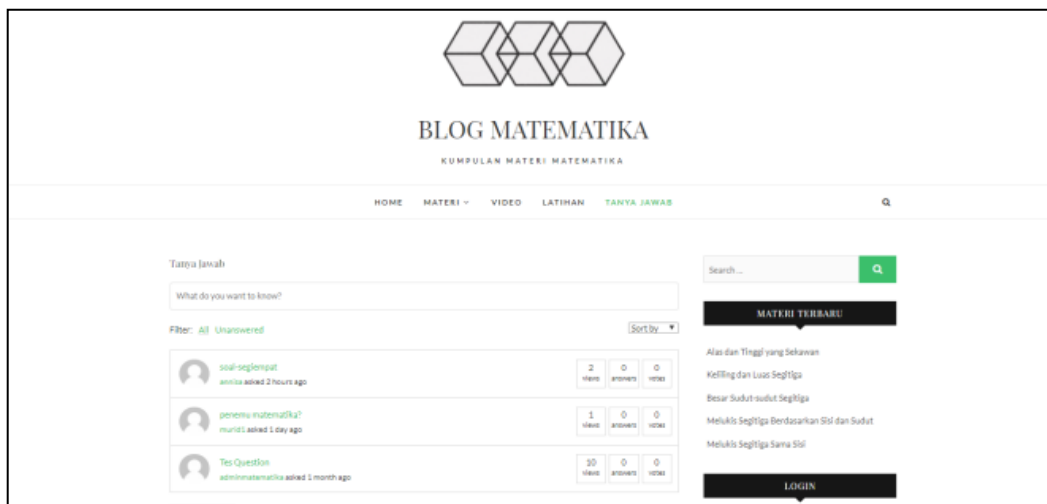 BLOG MATEMATIKA
KUMPULAN MATERI MATEMATIKA
HOME MATERI VIDEO LATIHAN TANYA JAWAB
Tanya Jawab
What do you want to know?
Filter: All Unanswered
Sort by
soal-segiempat
annisa asked 2 hours ago
2 views 0 answers 0 votes
penemu matematika?
murid1 asked 1 day ago
1 views 0 answers 0 votes
Tes Question
adminmatematika asked 1 month ago
10 views 0 answers 0 votes
Search ...
MATERI TERBARU
Alas dan Tinggi yang Sekawan
Keliling dan Luas Segitiga
Besar Sudut-sudut Segitiga
Melukis Segitiga Berdasarkan Sisi dan Sudut
Melukis Segitiga Sama Sisi
LOGIN